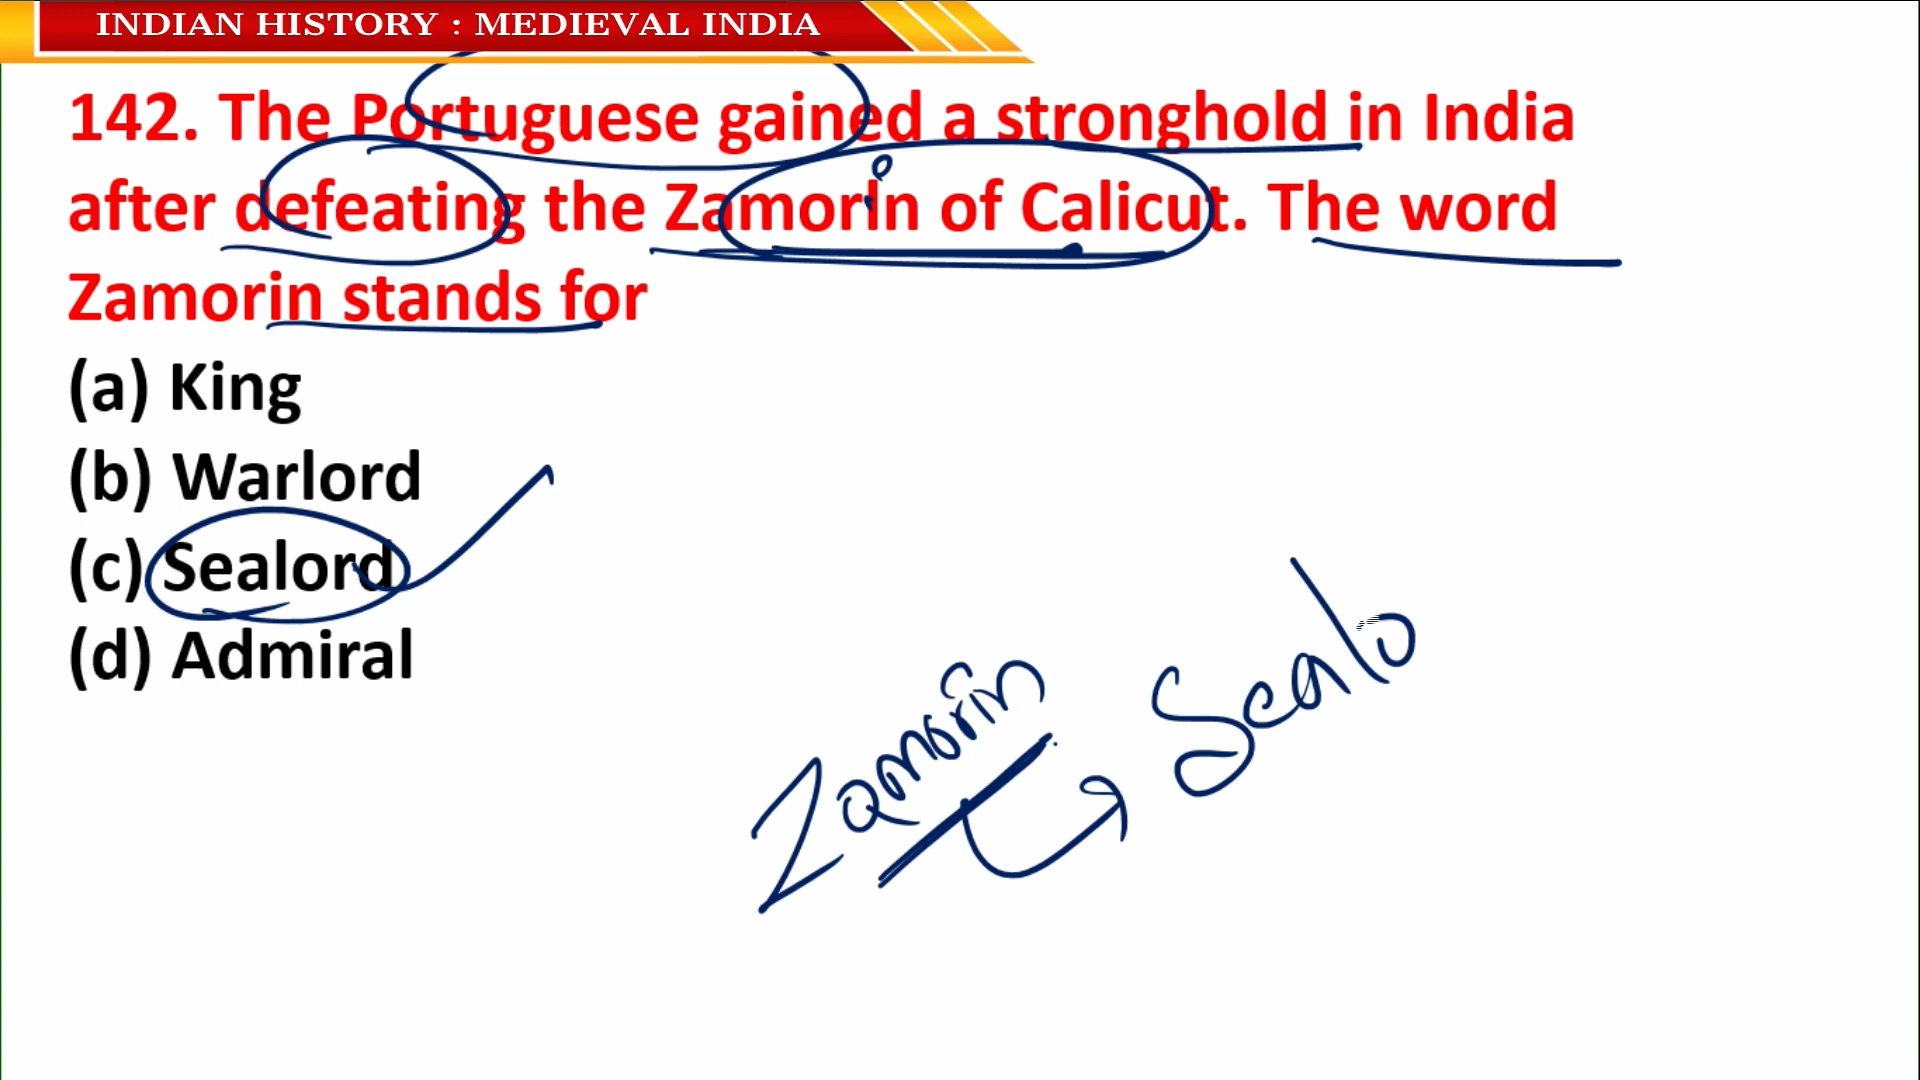 INDIAN HISTORY : MEDIEVAL INDIA
142. The Portuguese gained a stronghold in India
after defeating the Zamorin of Calicut. The word
Zamorin stands for
(a) King
(b) Warlord
(c) Sealord
(d) Admiral
Zamorin
Sealo